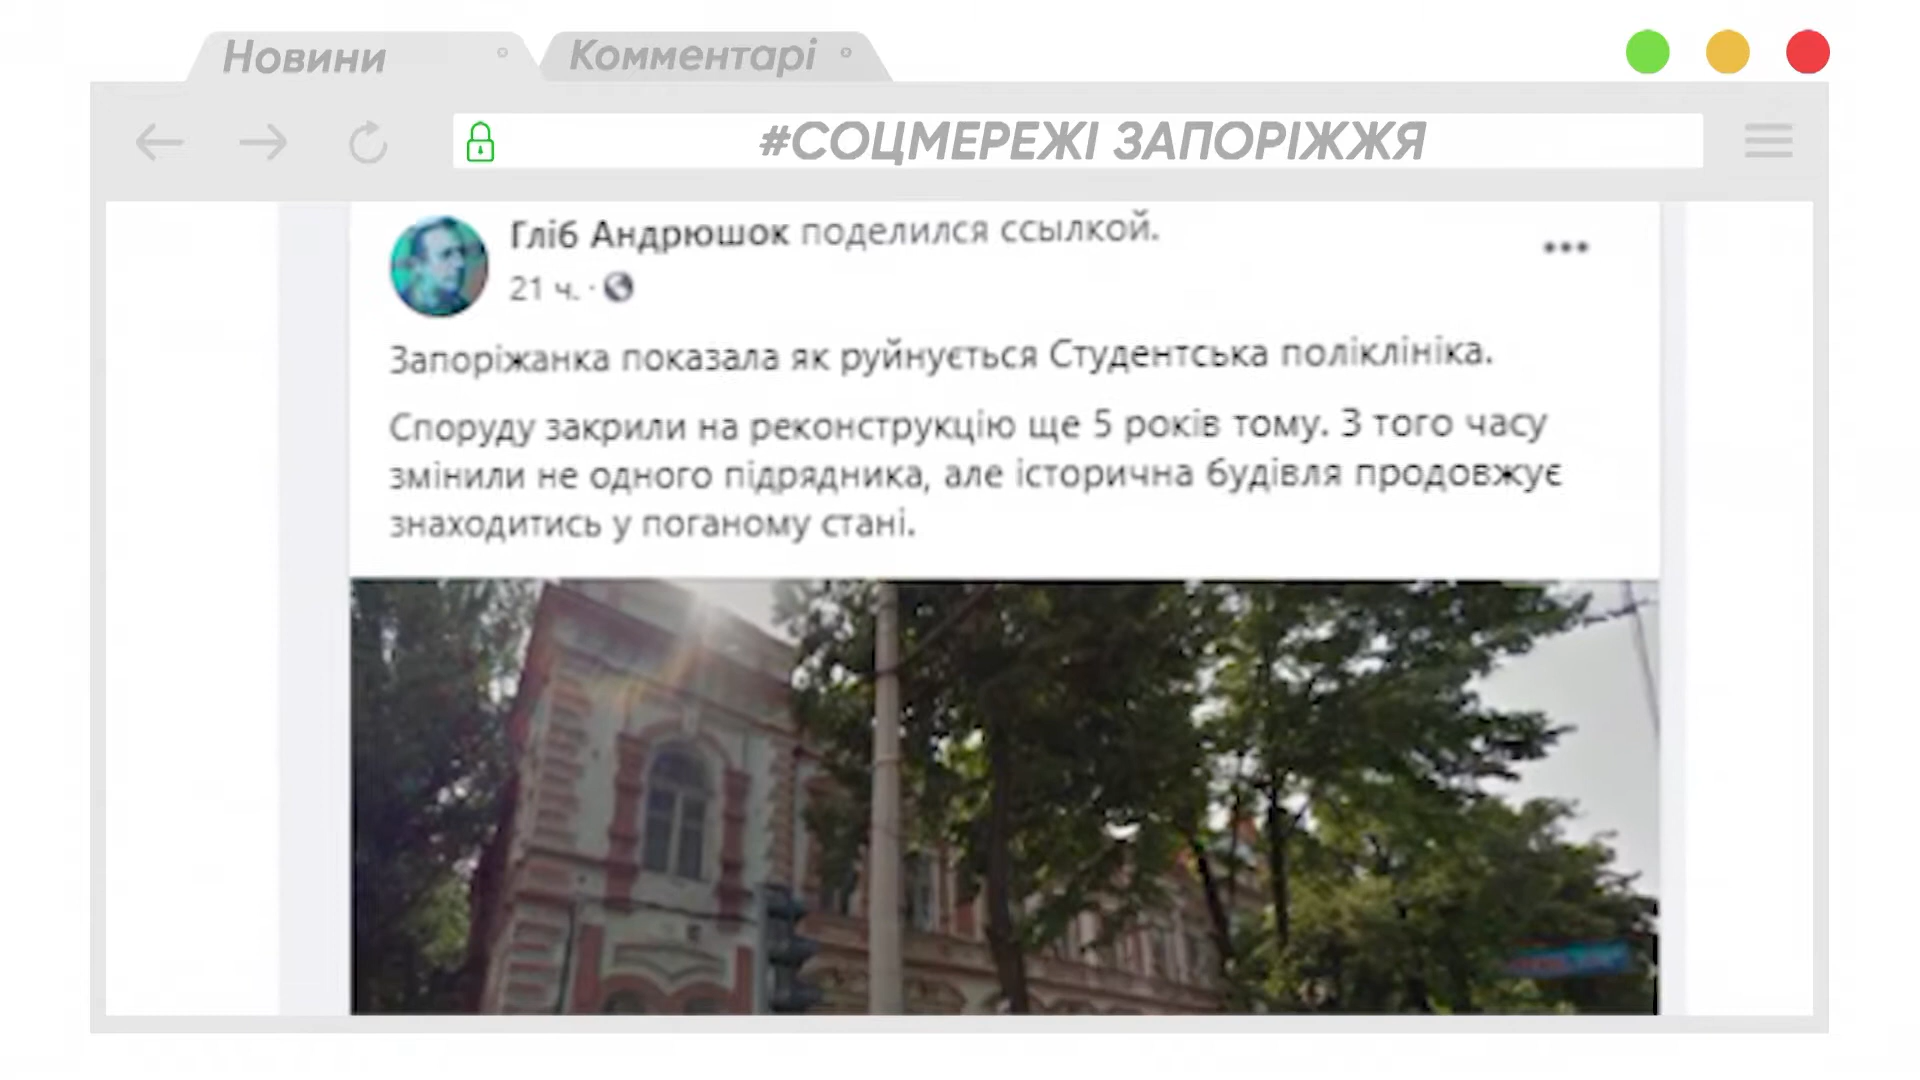 Новини
Комментарі
#СОЦМЕРЕЖІ ЗАПОРІЖЖЯ
Гліб Андрюшок поделился ссылкой.
21 ч. ·
Запоріжанка показала як руйнується Студентська поліклініка.
Споруду закрили на реконструкцію ще 5 років тому. З того часу
змінили не одного підрядника, але історична будівля продовжує
знаходитись у поганому стані.